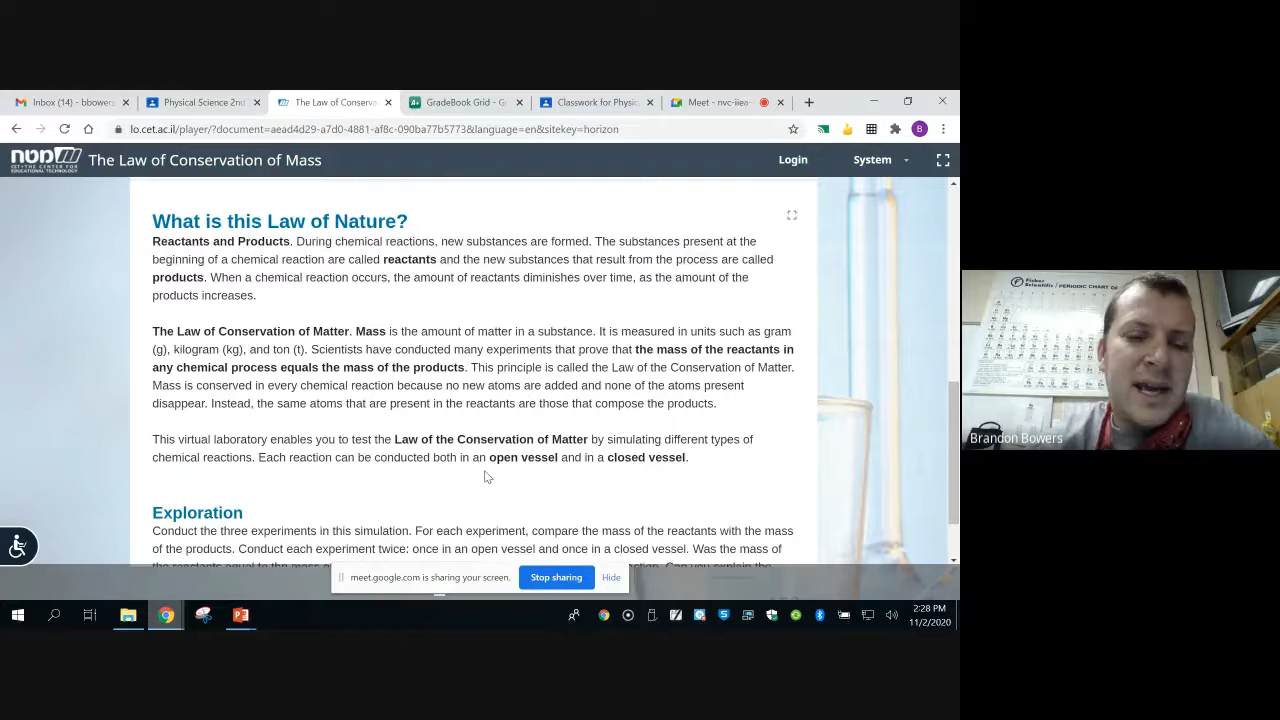 Inbox (14) - bbowers
Physical Science 2nd
The Law of Conserva
GradeBook Grid - G
Classwork for Physic
Meet - nvc-iiea-
lo.cet.ac.il/player/?document=aead4d29-a7d0-4881-af8c-090ba77b5773&language=en&sitekey=horizon
B
מטח
CET • THE CENTER FOR
EDUCATIONAL TECHNOLOGY
The Law of Conservation of Mass
Login
System
What is this Law of Nature?
Reactants and Products. During chemical reactions, new substances are formed. The substances present at the
beginning of a chemical reaction are called reactants and the new substances that result from the process are called
products. When a chemical reaction occurs, the amount of reactants diminishes over time, as the amount of the
products increases.
The Law of Conservation of Matter. Mass is the amount of matter in a substance. It is measured in units such as gram
(g), kilogram (kg), and ton (t). Scientists have conducted many experiments that prove that the mass of the reactants in
any chemical process equals the mass of the products. This principle is called the Law of the Conservation of Matter.
Mass is conserved in every chemical reaction because no new atoms are added and none of the atoms present
disappear. Instead, the same atoms that are present in the reactants are those that compose the products.
This virtual laboratory enables you to test the Law of the Conservation of Matter by simulating different types of
chemical reactions. Each reaction can be conducted both in an open vessel and in a closed vessel.
Exploration
Conduct the three experiments in this simulation. For each experiment, compare the mass of the reactants with the mass
of the products. Conduct each experiment twice: once in an open vessel and once in a closed vessel. Was the mass of
meet.google.com is sharing your screen.
Stop sharing
Hide
2:28 PM
11/2/2020
Fisher
Scientific / PERIODIC CHART OF
Brandon Bowers